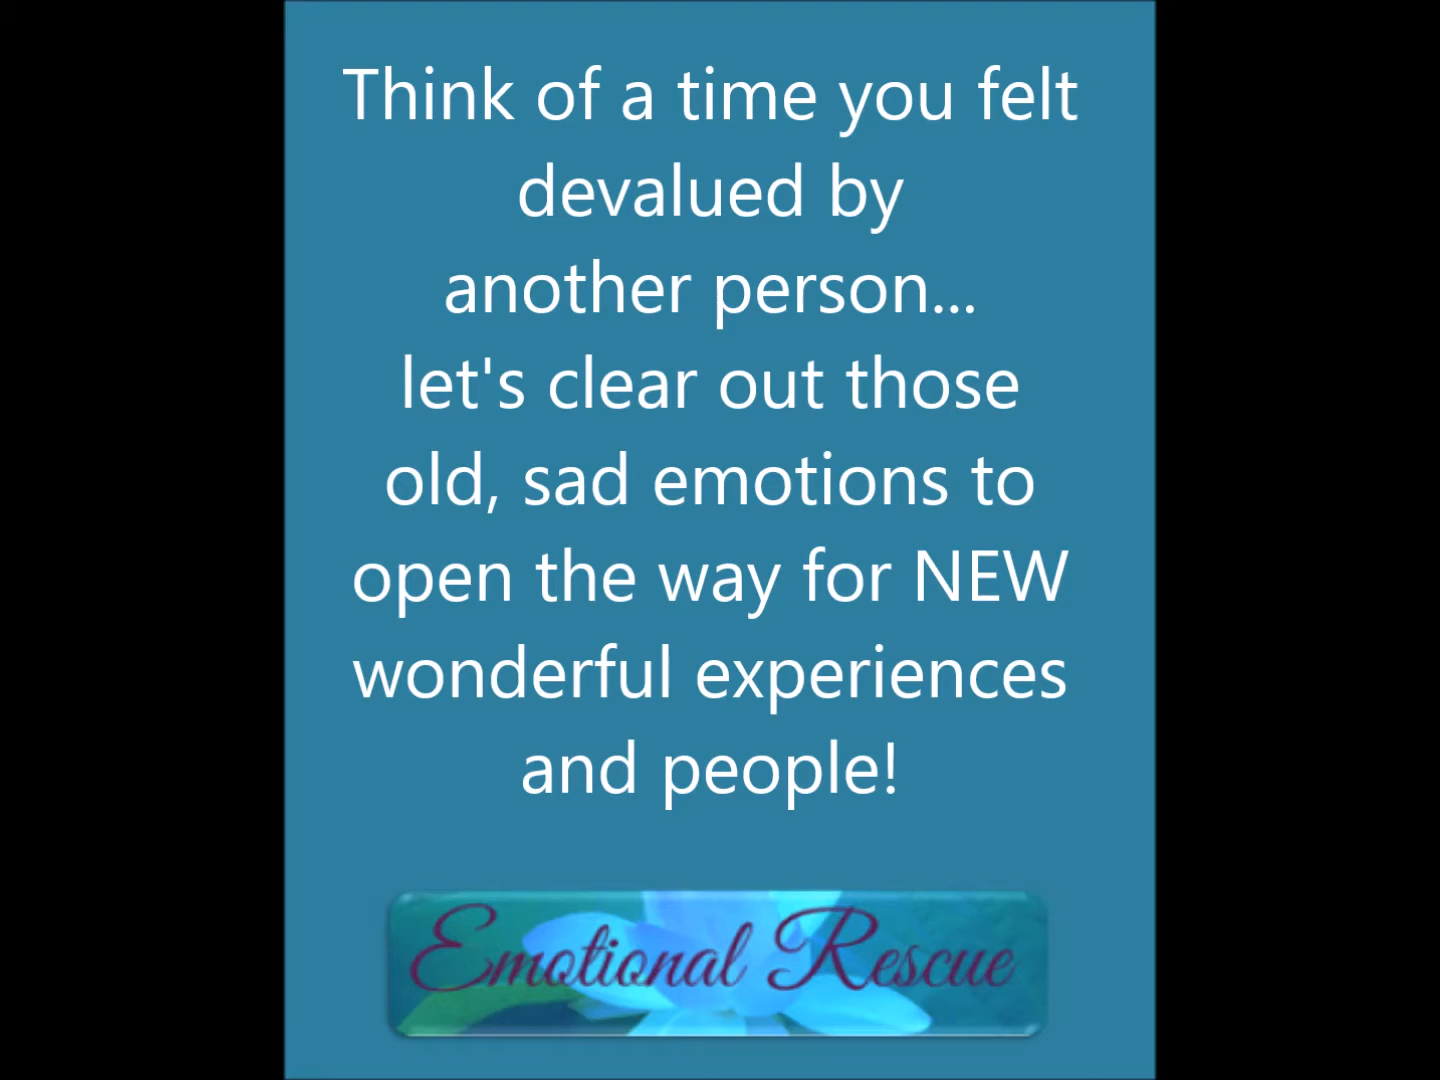 Think of a time you felt
devalued by
another person...
let's clear out those
old, sad emotions to
open the way for NEW
wonderful experiences
and people!
Emotional Rescue